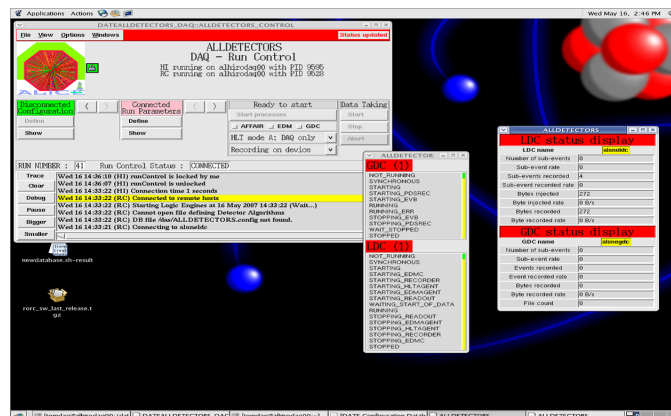 Applications Actions
Wed May 16, 2:46 PM
DATEALLDETECTORS_DAQ::ALLDETECTORS_CONTROL
File View Options Windows
Status updated
ALLDETECTORS
DAQ - Run Control
HI running on alhirodaq00 with PID 9595
RC running on alhirodaq00 with PID 9528
ALICE
Disconnected
Configuration
Define
Show
Connected
Run Parameters
Define
Show
Ready to start
Start processes
AFFAIR EDM GDC
HLT mode A: DAQ only
Recording on device
Data Taking
Start
Stop
Abort
RUN NUMBER : 41 Run Control Status : CONNECTED
Trace
Clear
Debug
Pause
Bigger
Smaller
Wed 16 14:26:10 (HI) runControl is locked by me
Wed 16 14:26:07 (HI) runControl is unlocked
Wed 16 14:33:22 (HI) Connection time 1 seconds
Wed 16 14:33:22 (RC) Connected to remote hosts
Wed 16 14:33:22 (RC) Starting Logic Engines at 16 May 2007 14:33:22 (Wait...)
Wed 16 14:33:22 (RC) Cannot open file defining Detector Algorithms
Wed 16 14:33:22 (RC) DB file /dar/ALLDETECTORS.config not found.
Wed 16 14:33:21 (RC) Connecting to aloneldc
newdatabase.sh-result
rorc_sw_last_release.t
gz
ALLDETECTOR:
GDC (1)
NOT_RUNNING
SYNCHRONOUS
STARTING
STARTING_PDSREC
STARTING_EVB
RUNNING
RUNNING_ERR
STOPPING_EVB
STOPPING_PDSREC
WAIT_STOPPED
STOPPED
LDC (1)
NOT_RUNNING
SYNCHRONOUS
STARTING
STARTING_EDMC
STARTING_RECORDER
STARTING_HLTAGENT
STARTING_EDMAGENT
STARTING_READOUT
WAITING_START_OF_DATA
RUNNING
STOPPING_READOUT
STOPPING_EDMAGENT
STOPPING_HLTAGENT
STOPPING_RECORDER
STOPPING_EDMC
STOPPED
ALLDETECTORS
LDC status display
LDC name aloneldc
Number of sub-events 0
Sub-event rate 0
Sub-events recorded 4
Sub-event recorded rate 0
Bytes injected 272
Byte injected rate 0 B/s
Bytes recorded 272
Byte recorded rate 0 B/s
GDC status display
GDC name alonegdc
Number of sub-events 0
Sub-event rate 0
Events recorded 0
Event recorded rate 0
Bytes recorded 0
Byte recorded rate 0 B/s
File count 0
DATEALLDETECTORS_DAQ
[DATE Configuration Datab
ALLDETECTORS
ALLDETECTORS